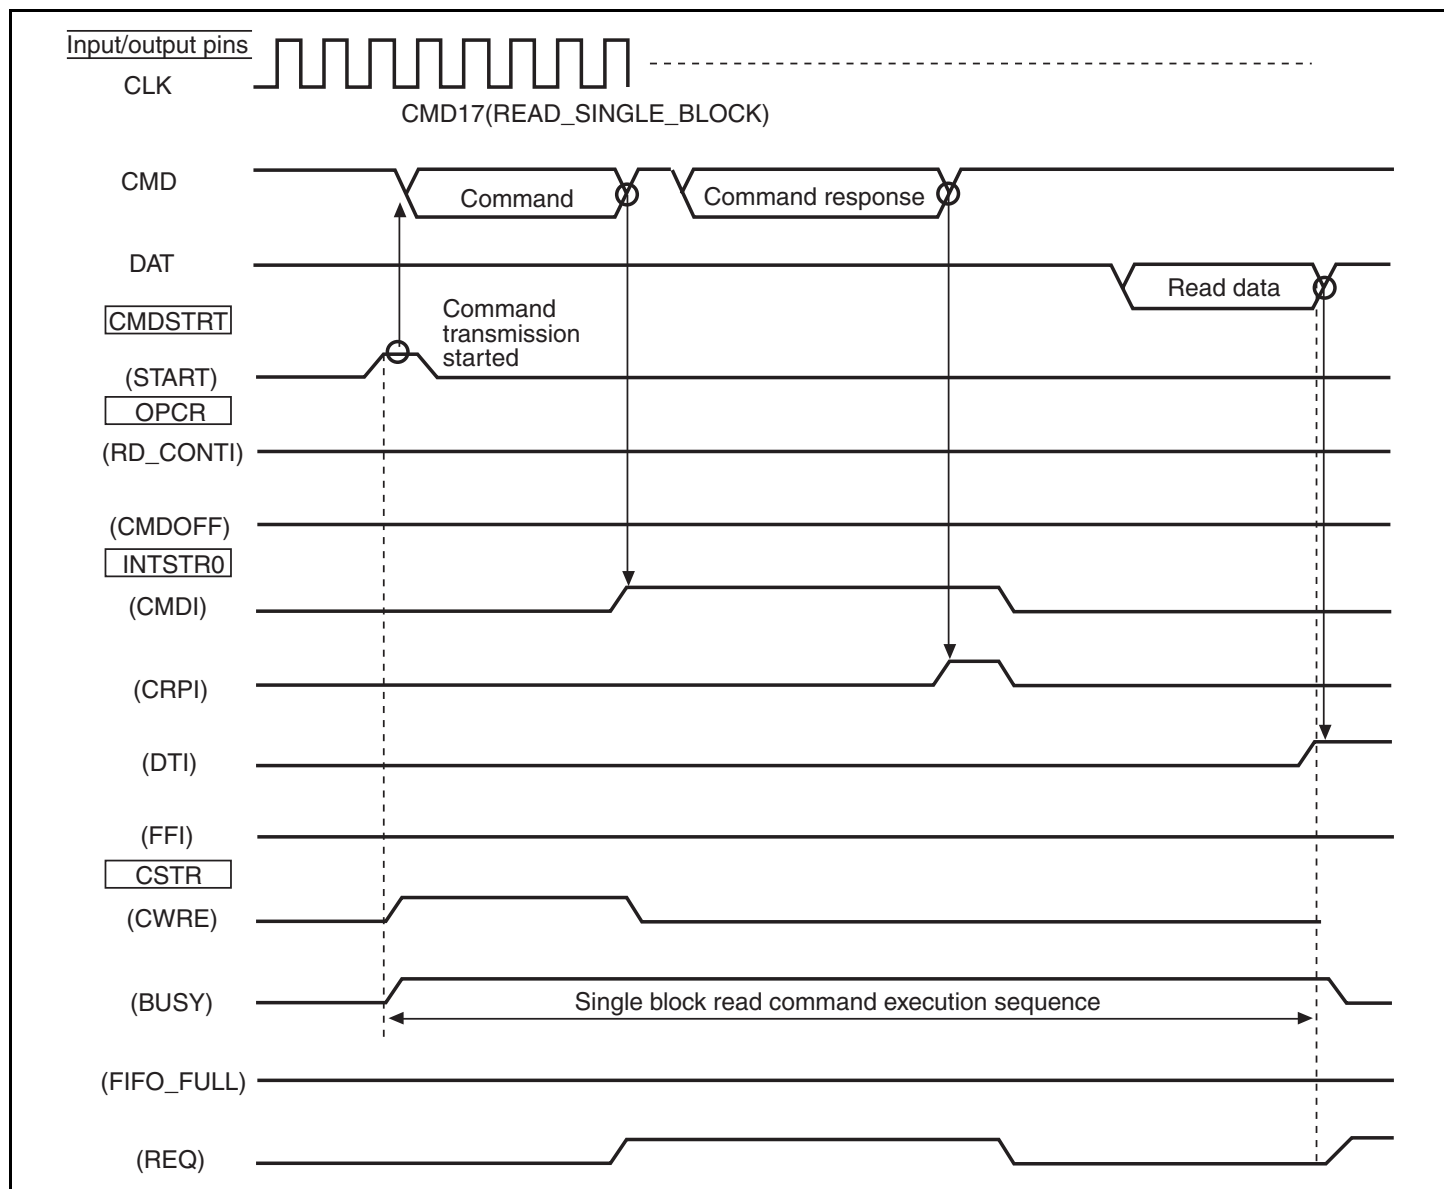 Input/output pins
CLK
CMD17(READ_SINGLE_BLOCK)
CMD
Command
Command response
DAT
Read data
CMDSTRT
Command
transmission
started
(START)
OPCR
(RD_CONTI)
(CMDOFF)
INTSTR0
(CMDI)
(CRPI)
(DTI)
(FFI)
CSTR
(CWRE)
(BUSY)
Single block read command execution sequence
(FIFO_FULL)
(REQ)